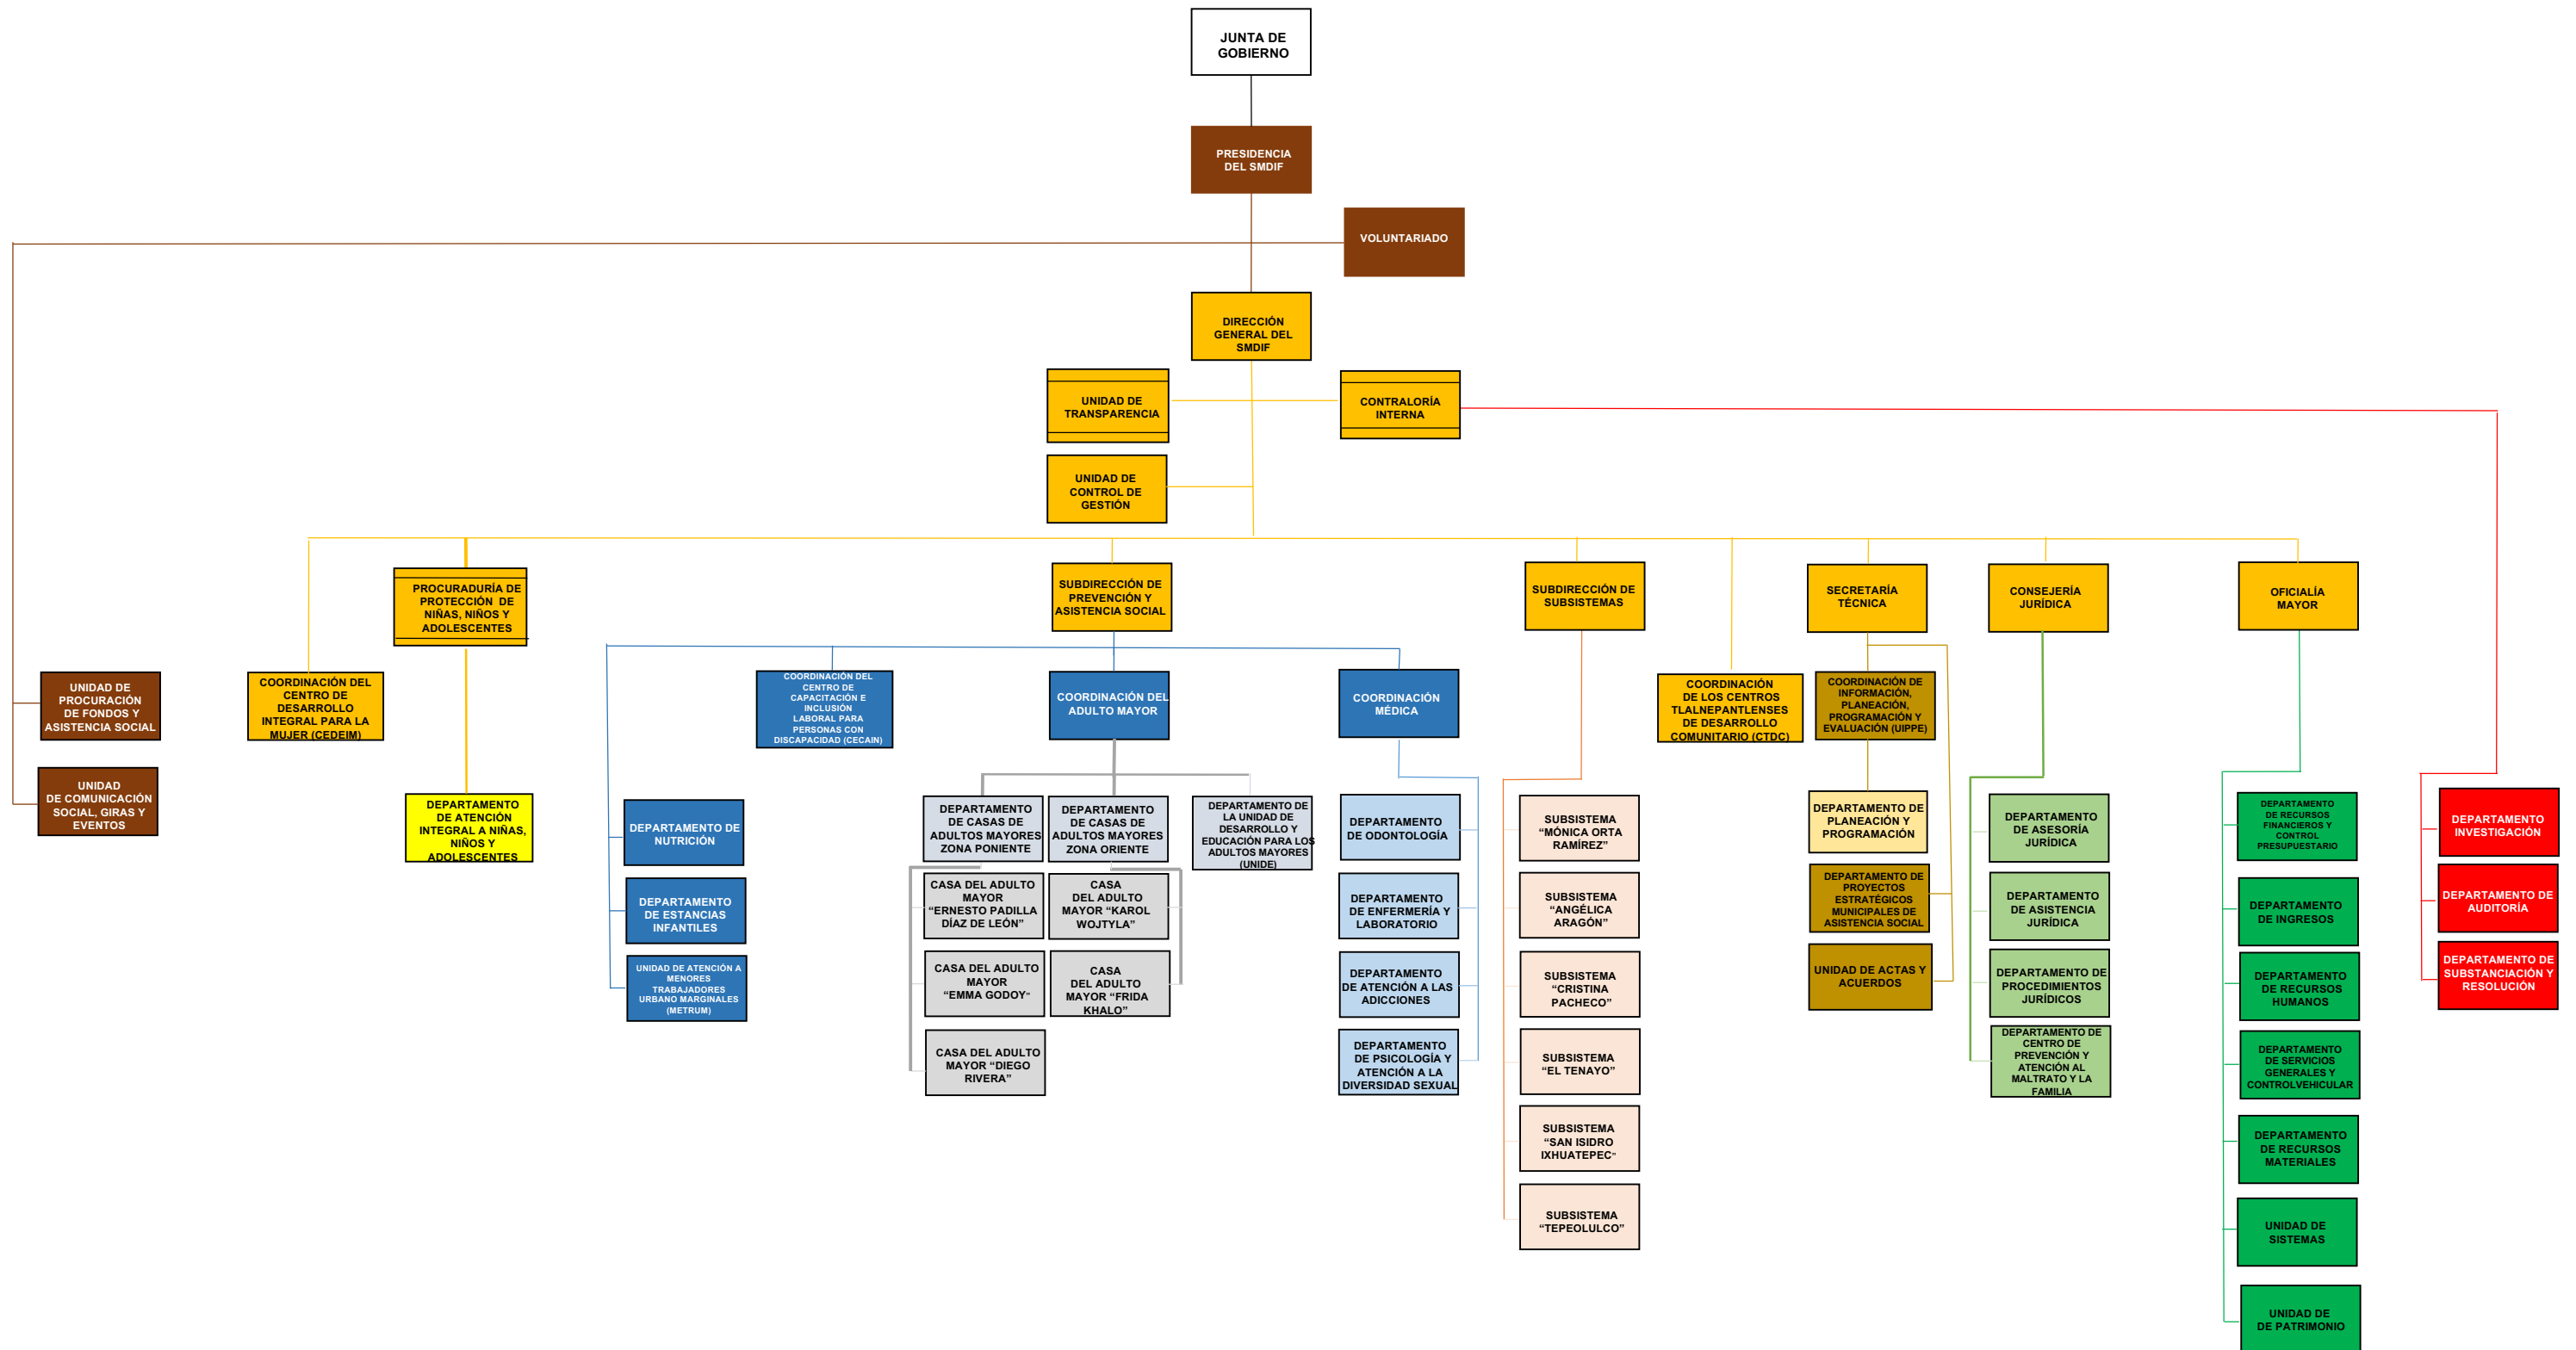 JUNTA DE
GOBIERNO
PRESIDENCIA
DEL SMDIF
VOLUNTARIADO
DIRECCIÓN
GENERAL DEL
SMDIF
UNIDAD DE
TRANSPARENCIA
CONTRALORÍA
INTERNA
UNIDAD DE
CONTROL DE
GESTIÓN
PROCURADURÍA DE
PROTECCIÓN DE
NIÑAS, NIÑOS Y
ADOLESCENTES
SUBDIRECCIÓN DE
PREVENCIÓN Y
ASISTENCIA SOCIAL
SUBDIRECCIÓN DE
SUBSISTEMAS
SECRETARÍA
TÉCNICA
CONSEJERÍA
JURÍDICA
OFICIALÍA
MAYOR
UNIDAD DE
PROCURACIÓN
DE FONDOS Y
ASISTENCIA SOCIAL
COORDINACIÓN DEL
CENTRO DE
DESARROLLO
INTEGRAL PARA LA
MUJER (CEDEIM)
COORDINACIÓN DEL
CENTRO DE
CAPACITACIÓN E
INCLUSIÓN
LABORAL PARA
PERSONAS CON
DISCAPACIDAD (CECAIN)
COORDINACIÓN DEL
ADULTO MAYOR
COORDINACIÓN
MÉDICA
COORDINACIÓN
DE LOS CENTROS
TLALNEPANTLENSES
DE DESARROLLO
COMUNITARIO (CTDC)
COORDINACIÓN DE
INFORMACIÓN,
PLANEACIÓN,
PROGRAMACIÓN Y
EVALUACIÓN (UIPPE)
UNIDAD
DE COMUNICACIÓN
SOCIAL, GIRAS Y
EVENTOS
DEPARTAMENTO
DE ATENCIÓN
INTEGRAL A NIÑAS,
NIÑOS Y
ADOLESCENTES
DEPARTAMENTO DE
NUTRICIÓN
DEPARTAMENTO
DE ESTANCIAS
INFANTILES
UNIDAD DE ATENCIÓN A
MENORES
TRABAJADORES
URBANO MARGINALES
(METRUM)
DEPARTAMENTO
DE CASAS DE
ADULTOS MAYORES
ZONA PONIENTE
CASA DEL ADULTO
MAYOR
“ERNESTO PADILLA
DÍAZ DE LEÓN”
CASA DEL ADULTO
MAYOR
“EMMA GODOY”
CASA DEL ADULTO
MAYOR “DIEGO
RIVERA”
DEPARTAMENTO
DE CASAS DE
ADULTOS MAYORES
ZONA ORIENTE
CASA
DEL ADULTO
MAYOR “KAROL
WOJTYLA”
CASA
DEL ADULTO
MAYOR “FRIDA
KHALO”
DEPARTAMENTO DE
LA UNIDAD DE
DESARROLLO Y
EDUCACIÓN PARA LOS
ADULTOS MAYORES
(UNIDE)
DEPARTAMENTO
DE ODONTOLOGÍA
DEPARTAMENTO
DE ENFERMERÍA Y
LABORATORIO
DEPARTAMENTO
DE ATENCIÓN A LAS
ADICCIONES
DEPARTAMENTO
DE PSICOLOGÍA Y
ATENCIÓN A LA
DIVERSIDAD SEXUAL
SUBSISTEMA
“MÓNICA ORTA
RAMÍREZ”
SUBSISTEMA
“ANGÉLICA
ARAGÓN”
SUBSISTEMA
“CRISTINA
PACHECO”
SUBSISTEMA
“EL TENAYO”
SUBSISTEMA
“SAN ISIDRO
IXHUATEPEC”
SUBSISTEMA
“TEPEOLULCO”
DEPARTAMENTO DE
PLANEACIÓN Y
PROGRAMACIÓN
DEPARTAMENTO DE
PROYECTOS
ESTRATÉGICOS
MUNICIPALES DE
ASISTENCIA SOCIAL
UNIDAD DE ACTAS Y
ACUERDOS
DEPARTAMENTO
DE ASESORÍA
JURÍDICA
DEPARTAMENTO
DE ASISTENCIA
JURÍDICA
DEPARTAMENTO DE
PROCEDIMIENTOS
JURÍDICOS
DEPARTAMENTO DE
CENTRO DE
PREVENCIÓN Y
ATENCIÓN AL
MALTRATO Y LA
FAMILIA
DEPARTAMENTO
DE RECURSOS
FINANCIEROS Y
CONTROL
PRESUPUESTARIO
DEPARTAMENTO
DE INGRESOS
DEPARTAMENTO
DE RECURSOS
HUMANOS
DEPARTAMENTO
DE SERVICIOS
GENERALES Y
CONTROLVEHICULAR
DEPARTAMENTO
DE RECURSOS
MATERIALES
UNIDAD DE
SISTEMAS
UNIDAD DE
DE PATRIMONIO
DEPARTAMENTO
INVESTIGACIÓN
DEPARTAMENTO DE
AUDITORÍA
DEPARTAMENTO DE
SUBSTANCIACIÓN Y
RESOLUCIÓN